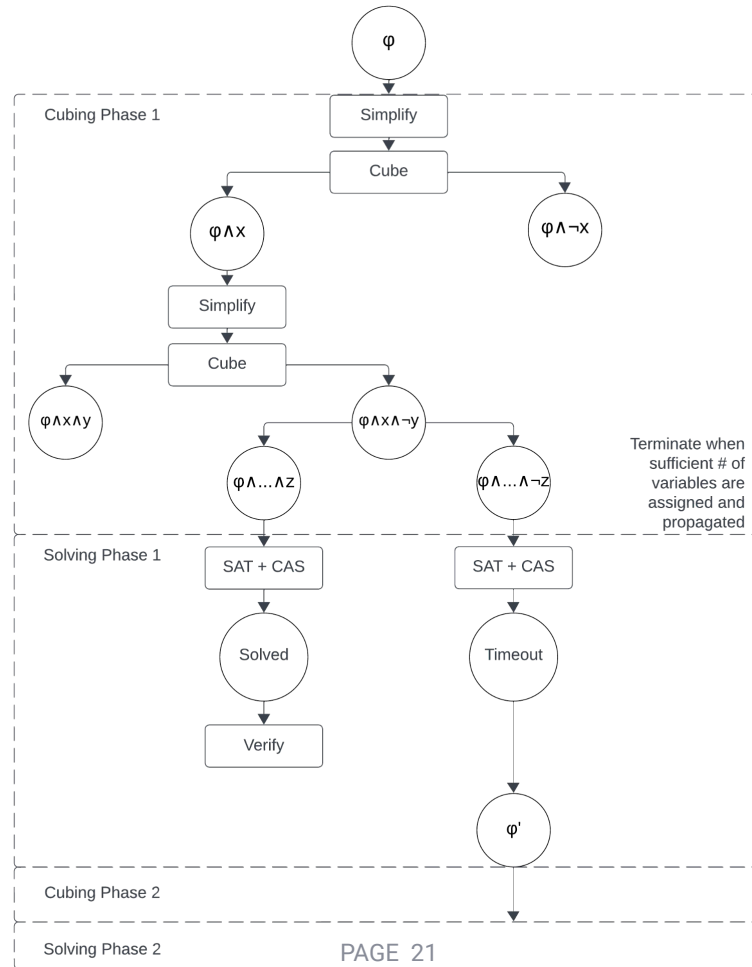 φ
Cubing Phase 1
Simplify
Cube
φ∧x
φ∧¬x
Simplify
Cube
φ∧x∧y
φ∧x∧¬y
φ∧...∧z
φ∧...∧¬z
Terminate when
sufficient # of
variables are
assigned and
propagated
Solving Phase 1
SAT + CAS
SAT + CAS
Solved
Timeout
Verify
φ'
Cubing Phase 2
Solving Phase 2
PAGE 21